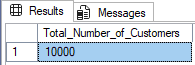 Results Messages
Total_Number_of_Customers
1 10000